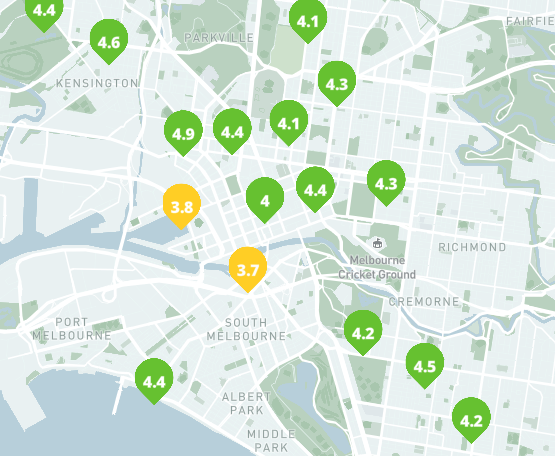 4.4
4.1
FAIRFIE
4.6
PARKVILLE
KENSINGTON
4.3
4.9
4.4
4.1
4
4.4
4.3
3.8
RICHMOND
Melbourne
Cricket Ground
3.7
CREMORNE
PORT
MELBOURNE
SOUTH
MELBOURNE
4.2
4.5
4.4
ALBERT
PARK
4.2
MIDDLE
PARK